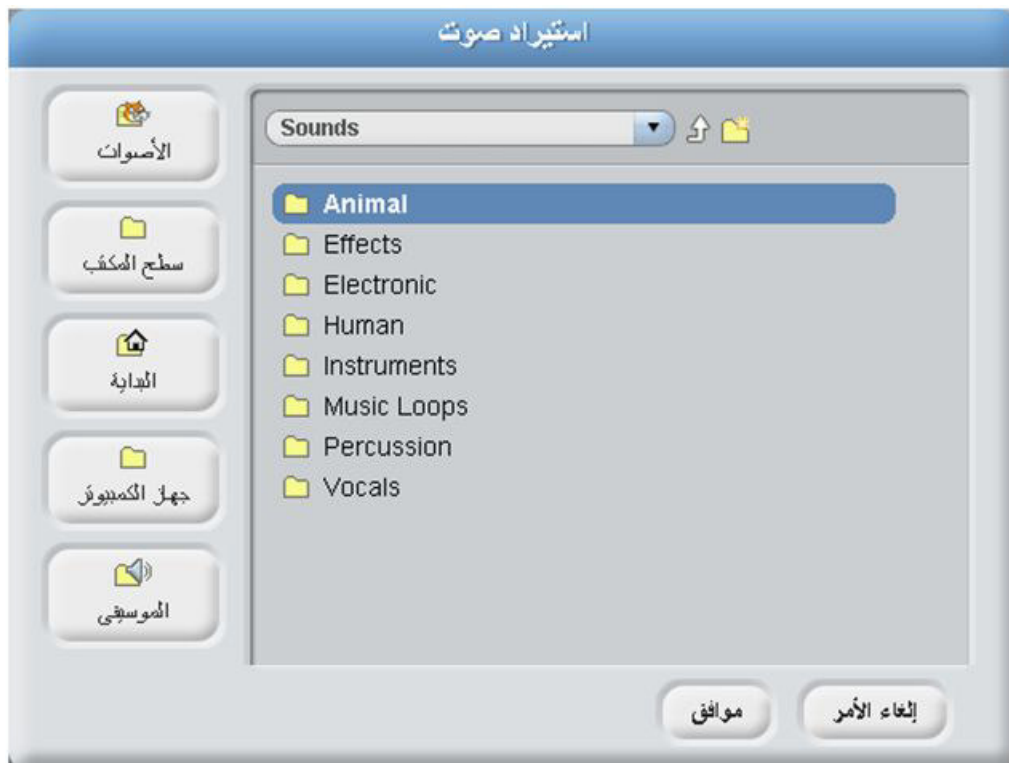 استيراد صوت
الأصوات
سطح المكتب
البداية
جهاز الكمبيوتر
الموسيقى
Sounds
Animal
Effects
Electronic
Human
Instruments
Music Loops
Percussion
Vocals
موافق
إلغاء الأمر